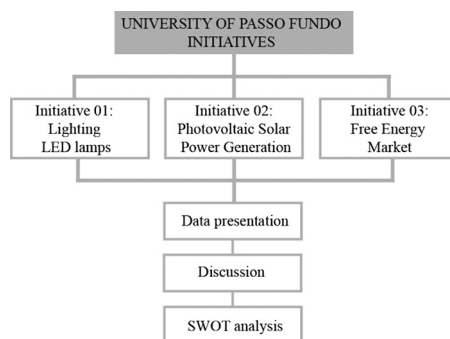 UNIVERSITY OF PASSO FUNDO
INITIATIVES
Initiative 01:
Lighting
LED lamps
Initiative 02:
Photovoltaic Solar
Power Generation
Initiative 03:
Free Energy
Market
Data presentation
Discussion
SWOT analysis